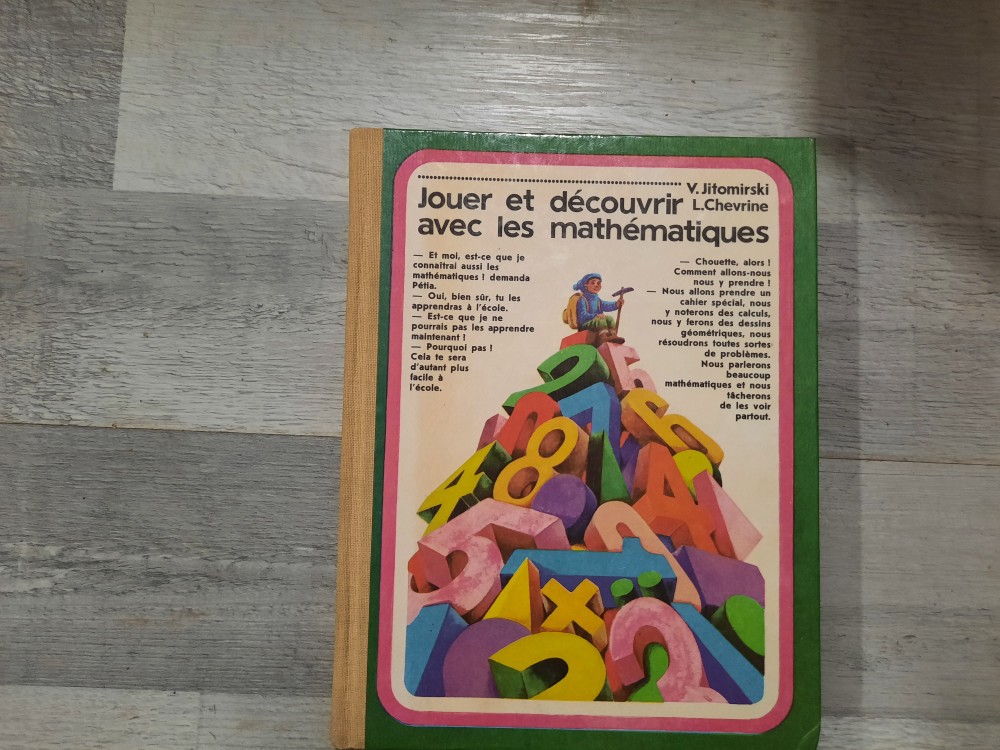 V. Jitomirski
L. Chevrine
Jouer et découvrir
avec les mathématiques
— Et moi, est-ce que je
connaîtrai aussi les
mathématiques ! demanda
Pétia.
— Oui, bien sûr, tu les
apprendras à l'école.
— Est-ce que je ne
pourrais pas les apprendre
maintenant !
— Pourquoi pas !
Cela te sera
d'autant plus
facile à
l'école.
— Chouette, alors !
Comment allons-nous
nous y prendre !
— Nous allons prendre un
cahier spécial, nous
y noterons des calculs,
nous y ferons des dessins
géométriques, nous
résoudrons toutes sortes
de problèmes.
Nous parlerons
beaucoup
mathématiques et nous
tâcherons
de les voir
partout.